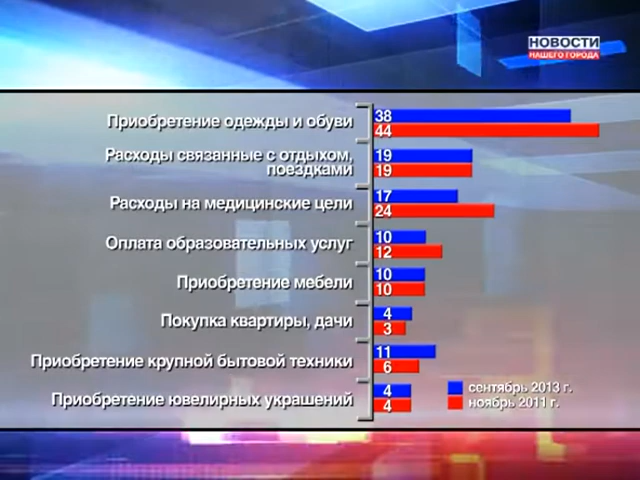 НОВОСТИ
НАШЕГО ГОРОДА
Приобретение одежды и обуви 38
44
Расходы связанные с отдыхом, 19
поездками 19
Расходы на медицинские цели 17
24
Оплата образовательных услуг 10
12
Приобретение мебели 10
10
Покупка квартиры, дачи 4
3
Приобретение крупной бытовой техники 11
6
Приобретение ювелирных украшений 4
4
сентябрь 2013 г.
ноябрь 2011 г.